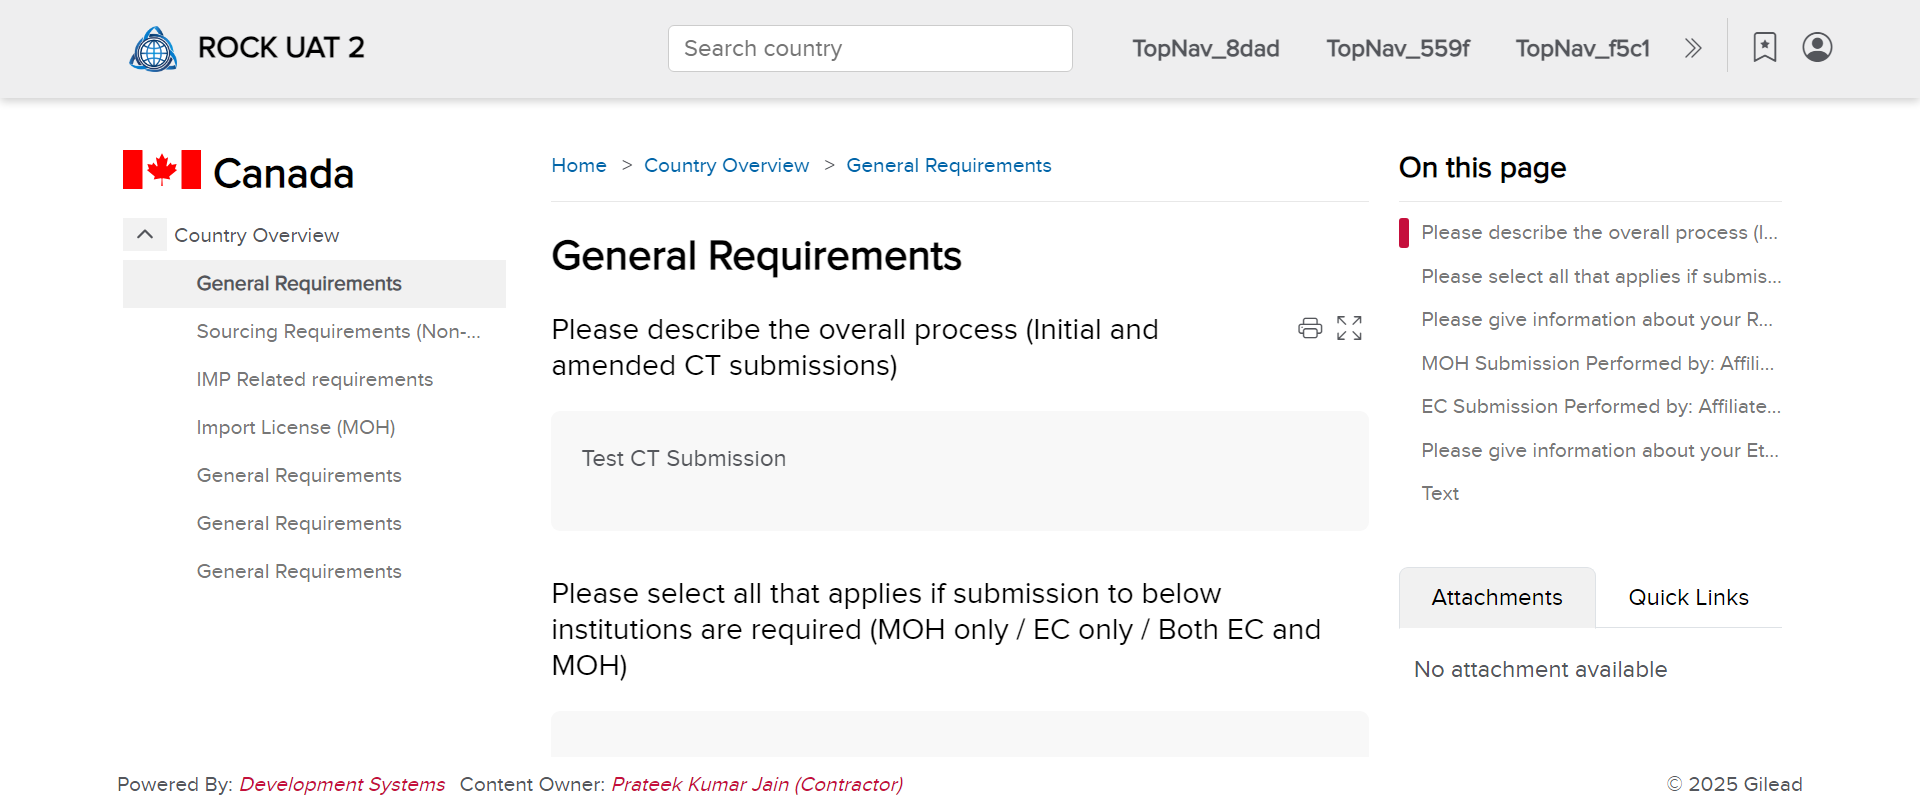 ROCK UAT 2
Search country
TopNav_8dad
TopNav_559f
TopNav_f5c1
Canada
Country Overview
General Requirements
Sourcing Requirements (Non-...
IMP Related requirements
Import License (MOH)
General Requirements
General Requirements
General Requirements
Home > Country Overview > General Requirements
General Requirements
Please describe the overall process (Initial and
amended CT submissions)
Test CT Submission
Please select all that applies if submission to below
institutions are required (MOH only / EC only / Both EC and
MOH)
On this page
Please describe the overall process (I...
Please select all that applies if submis...
Please give information about your R...
MOH Submission Performed by: Affili...
EC Submission Performed by: Affiliate...
Please give information about your Et...
Text
Attachments
Quick Links
No attachment available
Powered By: Development Systems Content Owner: Prateek Kumar Jain (Contractor)
© 2025 Gilead